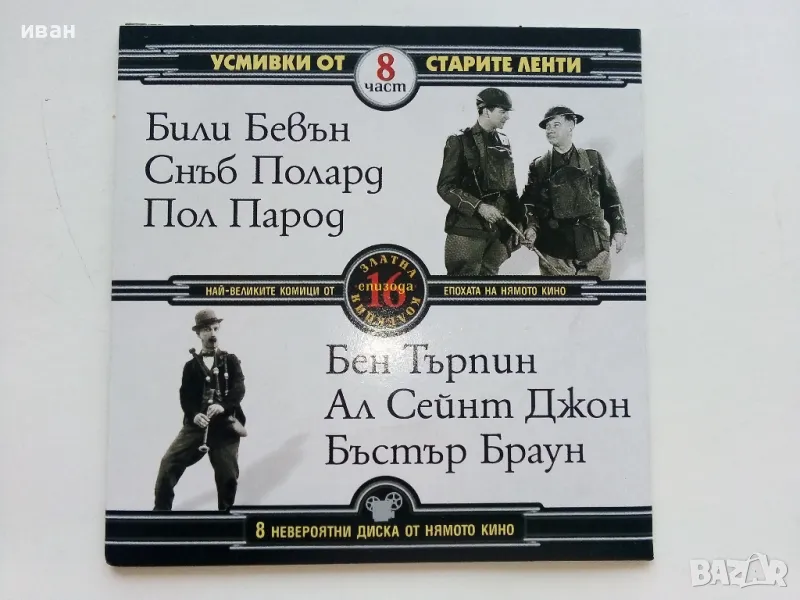 иван
УСМИВКИ ОТ 8 СТАРИТЕ ЛЕНТИ
част
Били Бевън
Снъб Полард
Пол Парод
ЗЛАТНА
НАЙ-ВЕЛИКИТЕ КОМИЦИ ОТ 16 ЕПОХАТА НА НЯМОТО КИНО
епизода
КОЛЕКЦИЯ
Бен Търпин
Ал Сейнт Джон
Бъстър Браун
8 НЕВЕРОЯТНИ ДИСКА ОТ НЯМОТО КИНО
BAZAR
bg